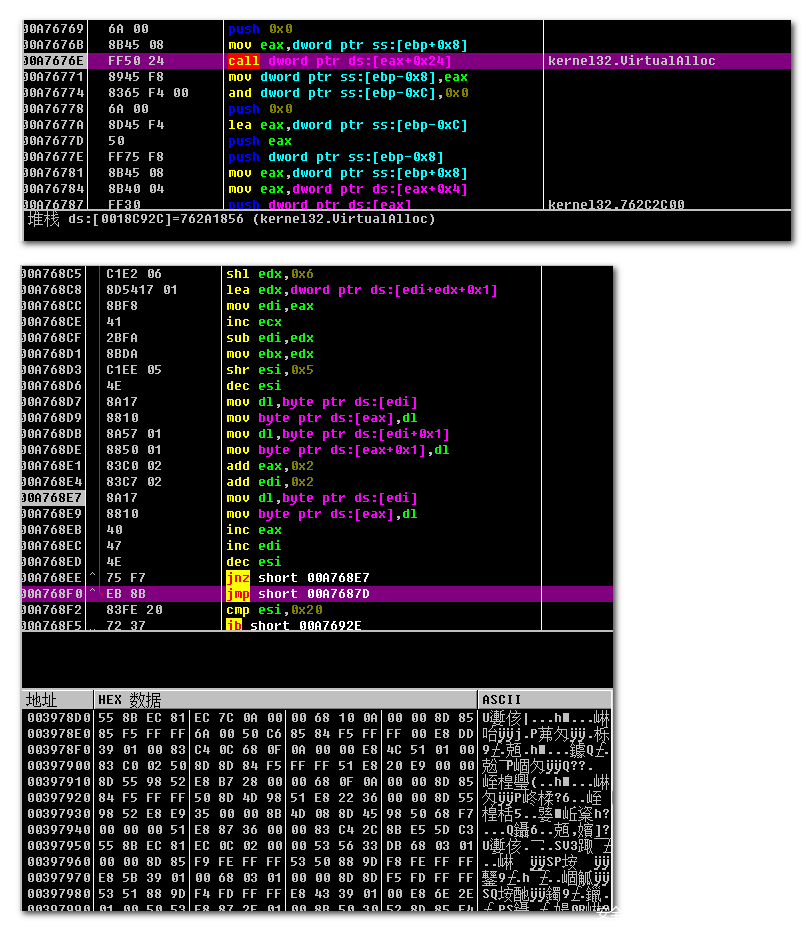 00A76769 6A 00 push 0x0
00A7676B 8B45 08 mov eax,dword ptr ss:[ebp+0x8]
00A7676E FF50 24 call dword ptr ds:[eax+0x24] kernel32.VirtualAlloc
00A76771 8945 F8 mov dword ptr ss:[ebp-0x8],eax
00A76774 8365 F4 00 and dword ptr ss:[ebp-0xC],0x0
00A76778 6A 00 push 0x0
00A7677A 8D45 F4 lea eax,dword ptr ss:[ebp-0xC]
00A7677D 50 push eax
00A7677E FF75 F8 push dword ptr ss:[ebp-0x8]
00A76781 8B45 08 mov eax,dword ptr ss:[ebp+0x8]
00A76784 8B40 04 mov eax,dword ptr ds:[eax+0x4]
00A76787 FF30 push dword ptr ds:[eax] kernel32.762C2C00
堆栈 ds:[0018C92C]=762A1856 (kernel32.VirtualAlloc)
00A768C5 C1E2 06 shl edx,0x6
00A768C8 8D5417 01 lea edx,dword ptr ds:[edi+edx+0x1]
00A768CC 8BF8 mov edi,eax
00A768CE 41 inc ecx
00A768CF 2BFA sub edi,edx
00A768D1 8BDA mov ebx,edx
00A768D3 C1EE 05 shr esi,0x5
00A768D6 4E dec esi
00A768D7 8A17 mov dl,byte ptr ds:[edi]
00A768D9 8810 mov byte ptr ds:[eax],dl
00A768DB 8A57 01 mov dl,byte ptr ds:[edi+0x1]
00A768DE 8850 01 mov byte ptr ds:[eax+0x1],dl
00A768E1 83C0 02 add eax,0x2
00A768E4 83C7 02 add edi,0x2
00A768E7 8A17 mov dl,byte ptr ds:[edi]
00A768E9 8810 mov byte ptr ds:[eax],dl
00A768EB 40 inc eax
00A768EC 47 inc edi
00A768ED 4E dec esi
00A768EE ^ 75 F7 jnz short 00A768E7
00A768F0 ^ EB 8B jmp short 00A7687D
00A768F2 83FE 20 cmp esi,0x20
00A768F5 72 37 jb short 00A7692E
地址 HEX 数据 ASCII
003978D0 55 8B EC 81 EC 7C 0A 00 00 68 10 0A 00 00 8D 85
003978E0 85 F5 FF FF 6A 00 50 C6 85 84 F5 FF FF 00 E8 DD
003978F0 39 01 00 83 C4 0C 68 0F 0A 00 00 E8 4C 51 01 00
00397900 83 C0 02 50 8D 8D 84 F5 FF FF 51 E8 20 E9 00 00
00397910 8D 55 98 52 E8 B7 28 00 00 68 0F 0A 00 00 8D 85
00397920 84 F5 FF FF 50 8D 4D 98 51 E8 22 36 00 00 8D 55
00397930 98 52 E8 E9 35 00 00 8B 4D 08 8D 45 98 50 68 F7
00397940 00 00 00 51 E8 87 36 00 00 83 C4 2C 8B E5 5D C3
00397950 55 8B EC 81 EC 0C 02 00 00 53 56 33 DB 68 03 01
00397960 00 00 8D 85 F9 FE FF FF 53 50 88 9D F8 FE FF FF
00397970 E8 5B 39 01 00 68 03 01 00 00 8D 8D F5 FD FF FF
00397980 53 51 88 9D F4 FD FF FF E8 43 39 01 00 E8 6E 2E
00397990 01 00 50 53 E8 87 2E 01 00 8B 50 30 52 8D 85 F4